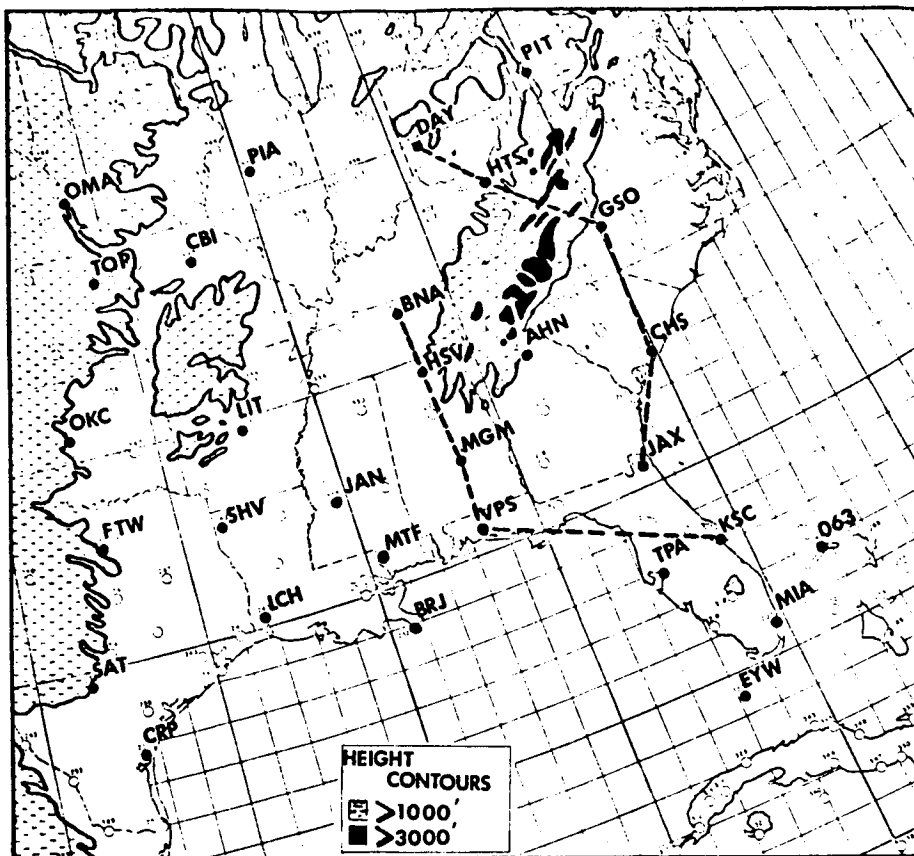 PIT
DAY
PIA
HTS
OMA
GSO
CBI
TOP
BNA
CHS
AHN
HSV
LIT
OKC
MGM
JAX
JAN
VPS
SHV
KSC
063
FTW
MTF
TPA
LCH
BRJ
MIA
SAT
EYW
CRP
HEIGHT
CONTOURS
>1000'
>3000'